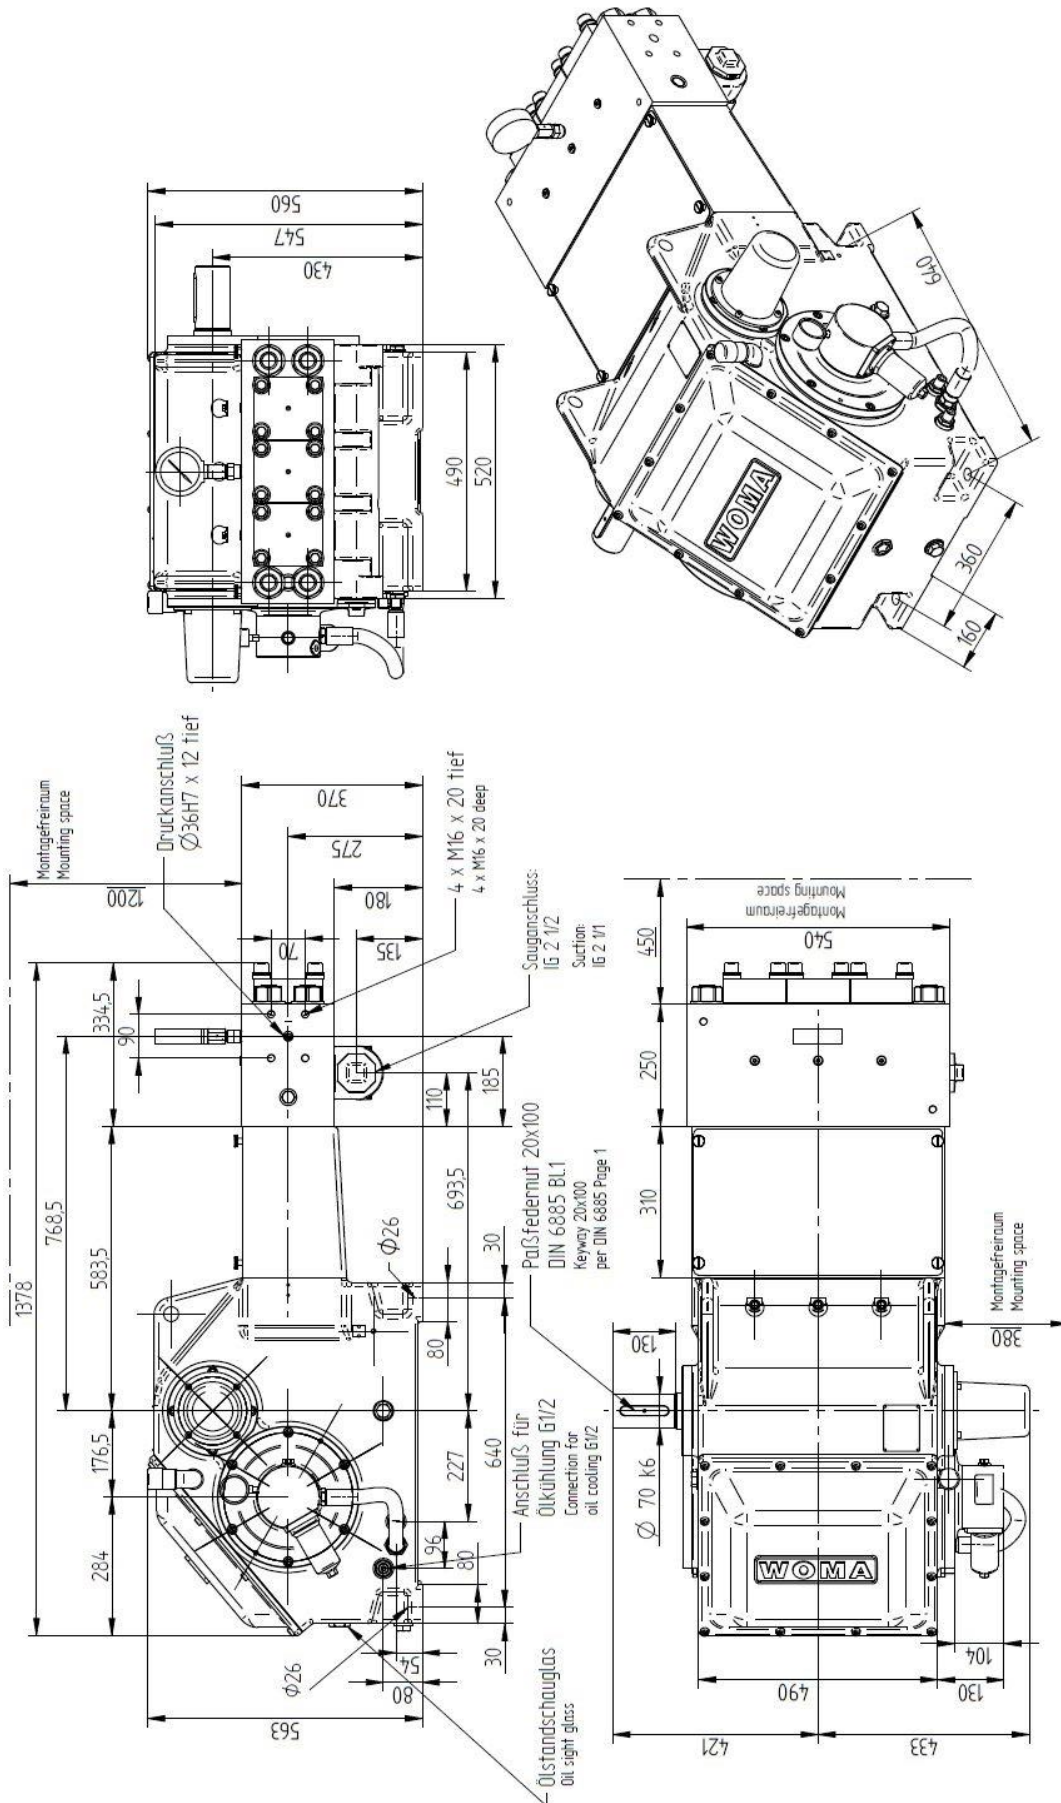 560
547
430
490
520
640
360
160
WOMA
Montagefreiraum
Mounting space
1200
Druckanschluß
Ø36H7 x 12 tief
370
275
180
4 x M16 x 20 tief
4 x M16 x 20 deep
70
135
Sauganschluss:
IG 2 1/2
Suction:
IG 2 1/1
1378
334,5
90
768,5
583,5
110
185
693,5
Φ26
30
80
176,5
284
227
640
96
80
30
54
80
Φ26
563
Anschluß für
Ölkühlung G1/2
Connection for
oil cooling G1/2
Ölstandschauglas
Oil sight glass
Paßfedernut 20x100
DIN 6885 Bl.1
Keyway 20x100
per DIN 6885 Page 1
Montagefreiraum
Mounting space
450
540
250
310
Montagefreiraum
Mounting space
380
130
Ø 70 k6
WOMA
104
130
490
421
433